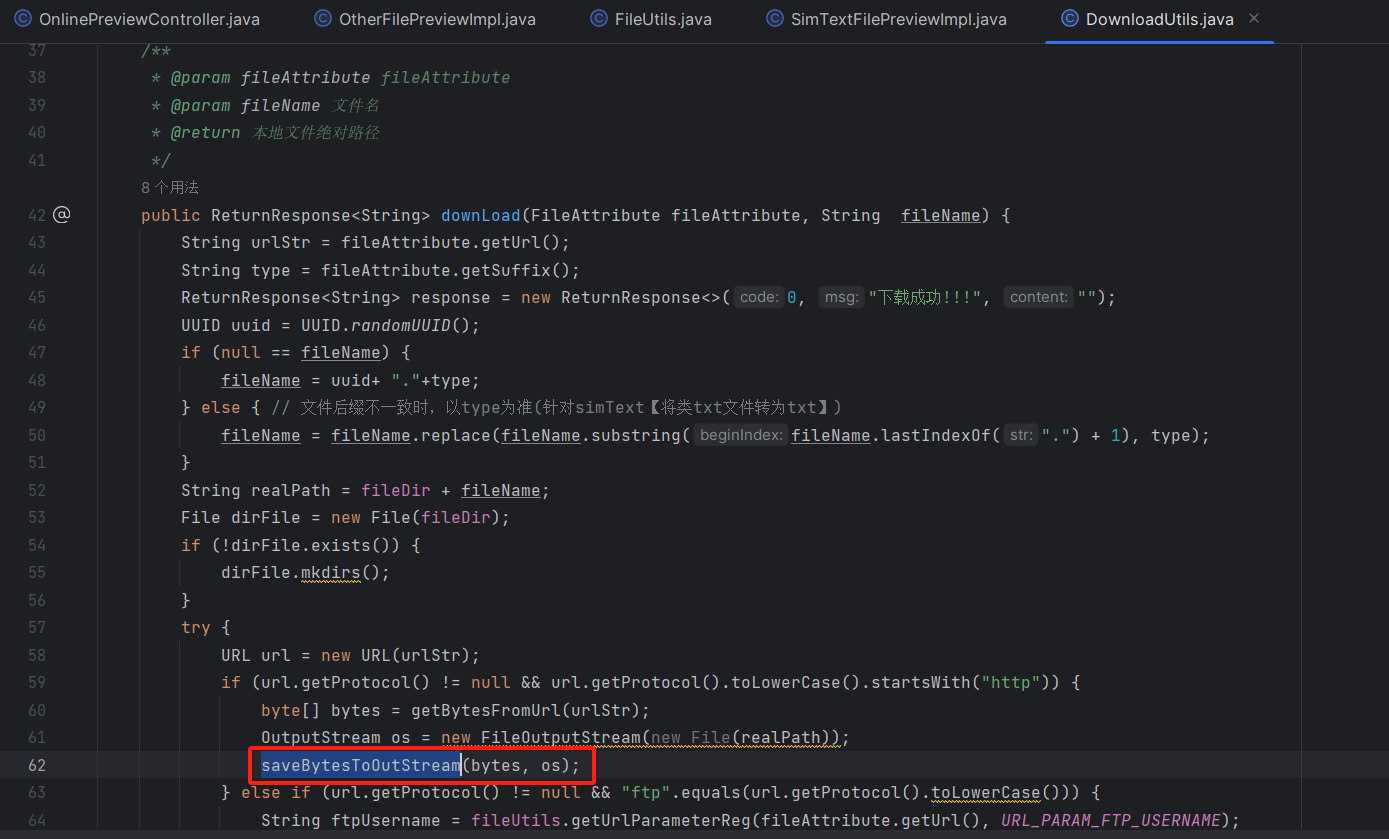 OnlinePreviewController.java OtherFilePreviewImpl.java FileUtils.java SimTextFilePreviewImpl.java DownloadUtils.java
37 /**
38 * @param fileAttribute fileAttribute
39 * @param fileName 文件名
40 * @return 本地文件绝对路径
41 */
8 个用法
42 @ public ReturnResponse<String> downLoad(FileAttribute fileAttribute, String fileName) {
43 String urlStr = fileAttribute.getUrl();
44 String type = fileAttribute.getSuffix();
45 ReturnResponse<String> response = new ReturnResponse<>( code: 0, msg: "下载成功!!!", content: "");
46 UUID uuid = UUID.randomUUID();
47 if (null == fileName) {
48 fileName = uuid+ "."+type;
49 } else { // 文件后缀不一致时，以type为准(针对simText【将类txt文件转为txt】)
50 fileName = fileName.replace(fileName.substring( beginIndex: fileName.lastIndexOf( str: ".") + 1), type);
51 }
52 String realPath = fileDir + fileName;
53 File dirFile = new File(fileDir);
54 if (!dirFile.exists()) {
55 dirFile.mkdirs();
56 }
57 try {
58 URL url = new URL(urlStr);
59 if (url.getProtocol() != null && url.getProtocol().toLowerCase().startsWith("http")) {
60 byte[] bytes = getBytesFromUrl(urlStr);
61 OutputStream os = new FileOutputStream(new File(realPath));
62 saveBytesToOutStream(bytes, os);
63 } else if (url.getProtocol() != null && "ftp".equals(url.getProtocol().toLowerCase())) {
64 String ftpUsername = fileUtils.getUrlParameterReg(fileAttribute.getUrl(), URL_PARAM_FTP_USERNAME);